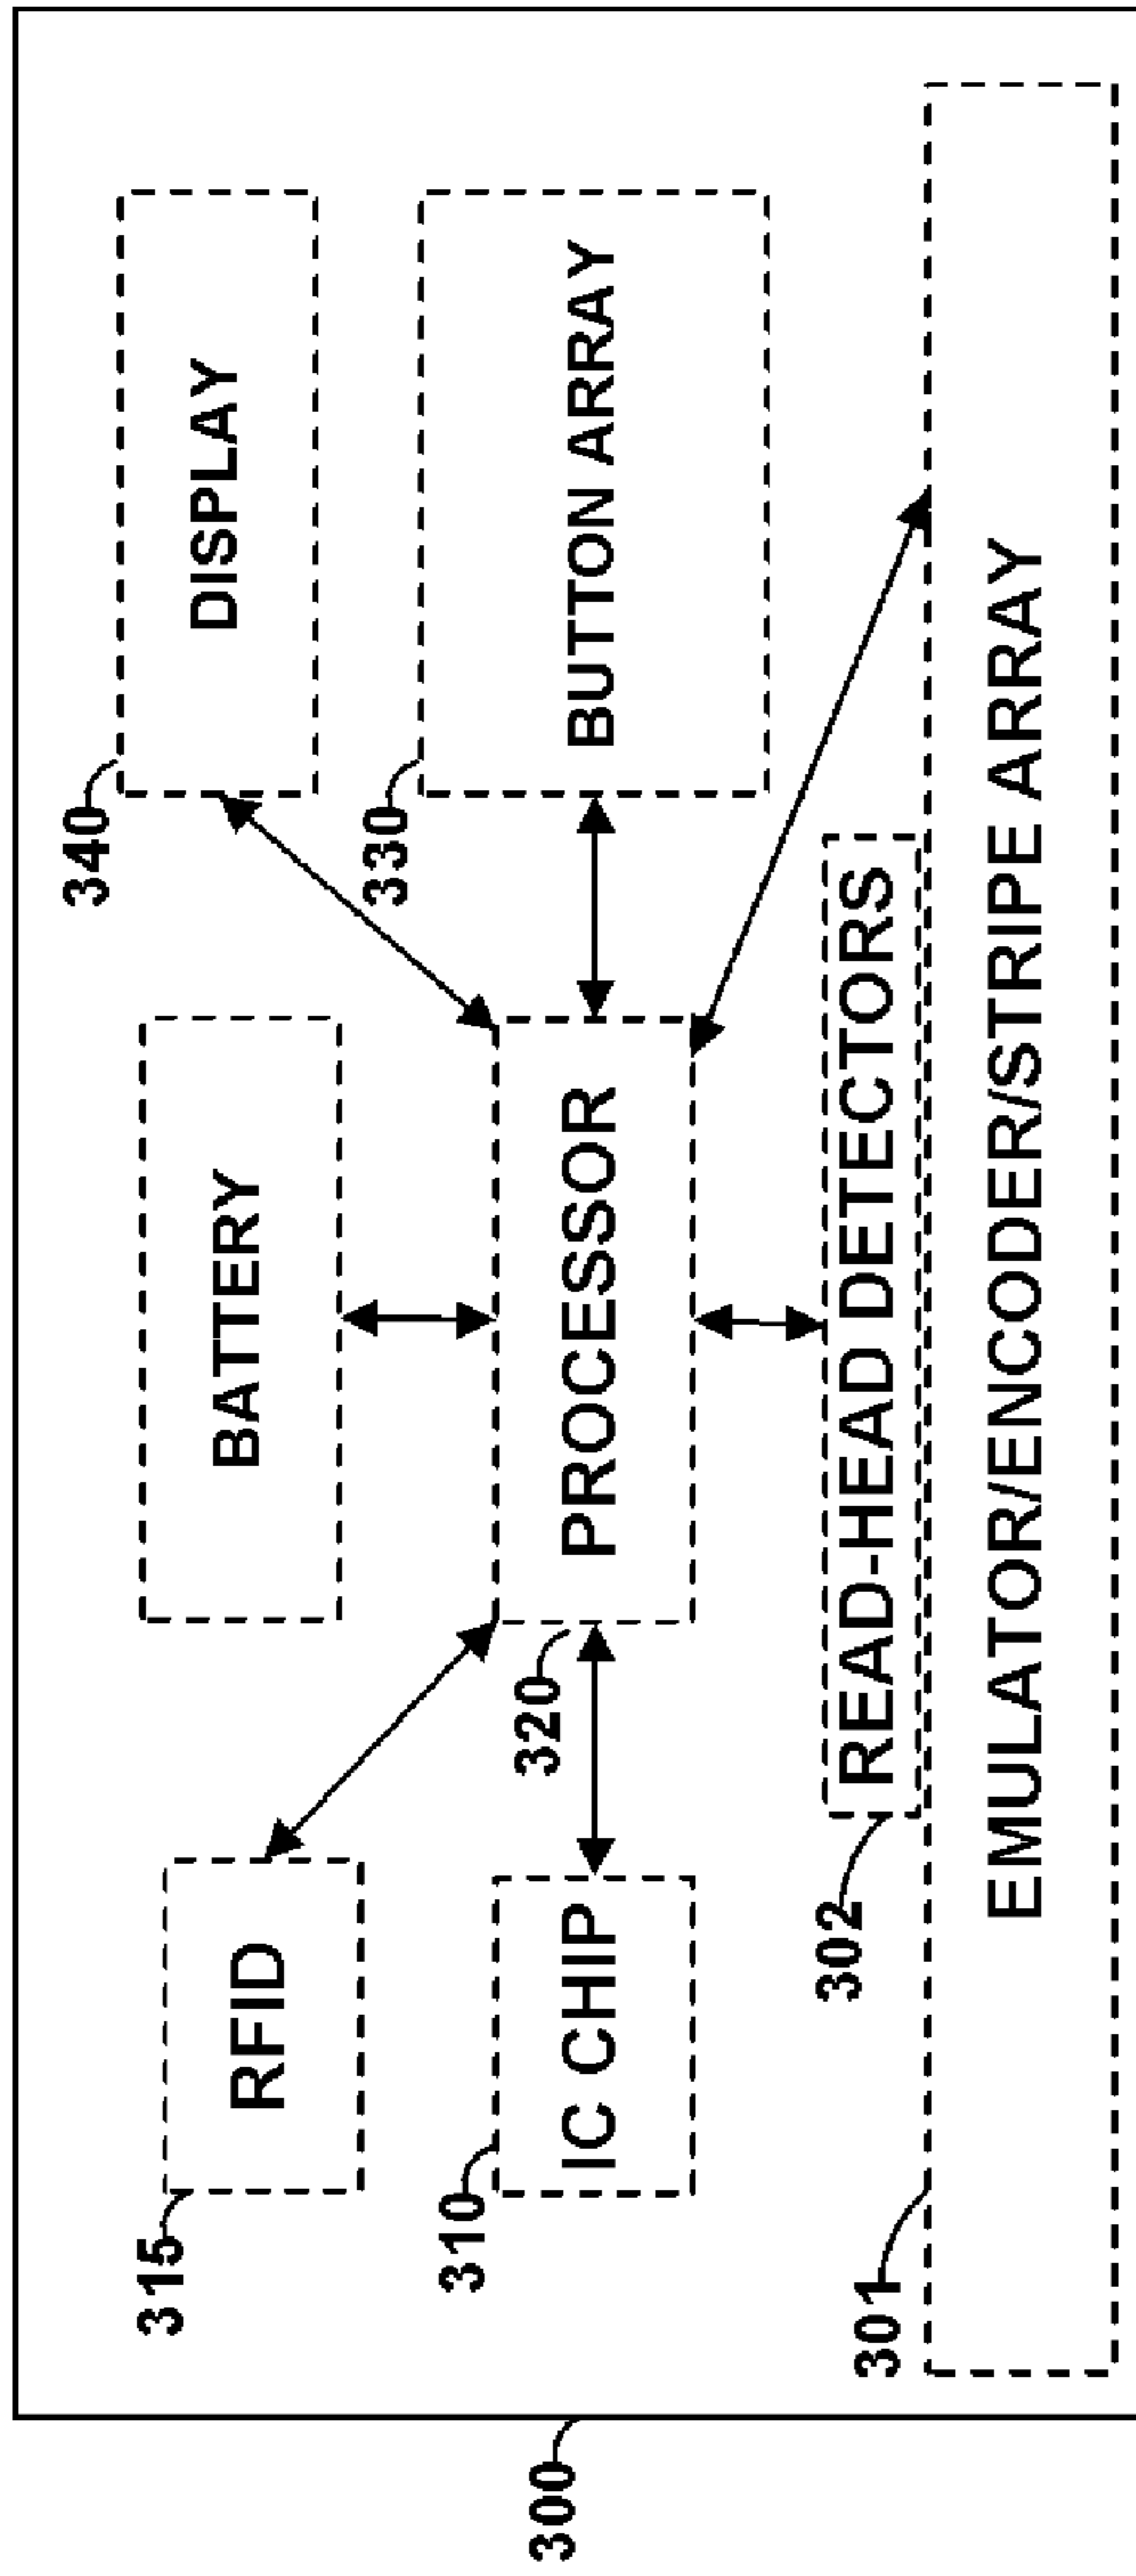 340
DISPLAY
BATTERY
315
RFID
330
BUTTON ARRAY
320
PROCESSOR
310
IC CHIP
302
READ-HEAD DETECTORS
301
EMULATOR/ENCODER/STRIPE ARRAY
300